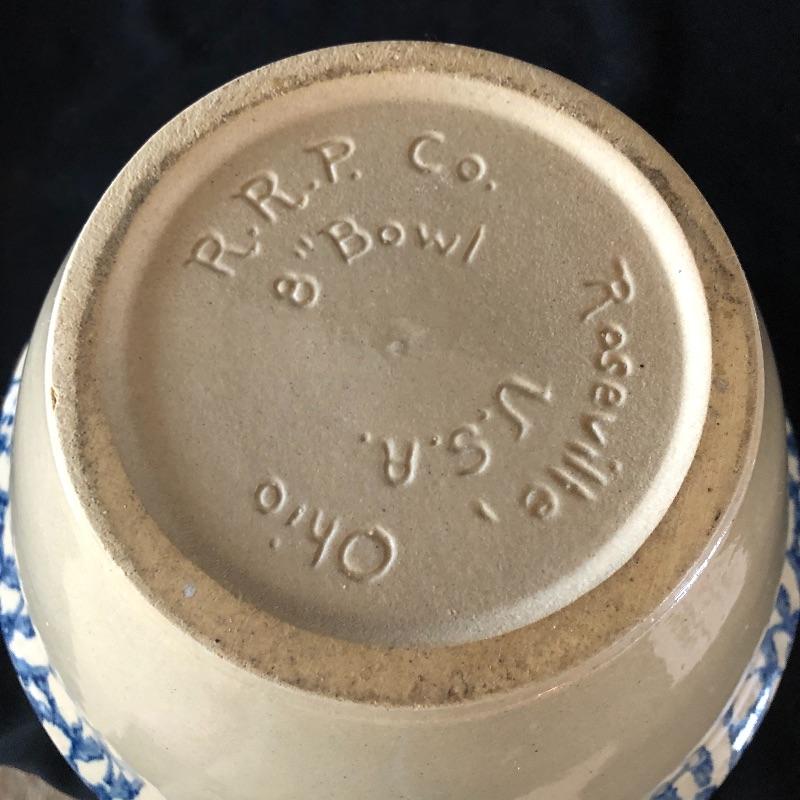 R.R.P. Co.
8" Bowl
Roseville,
Ohio
U.S.A.